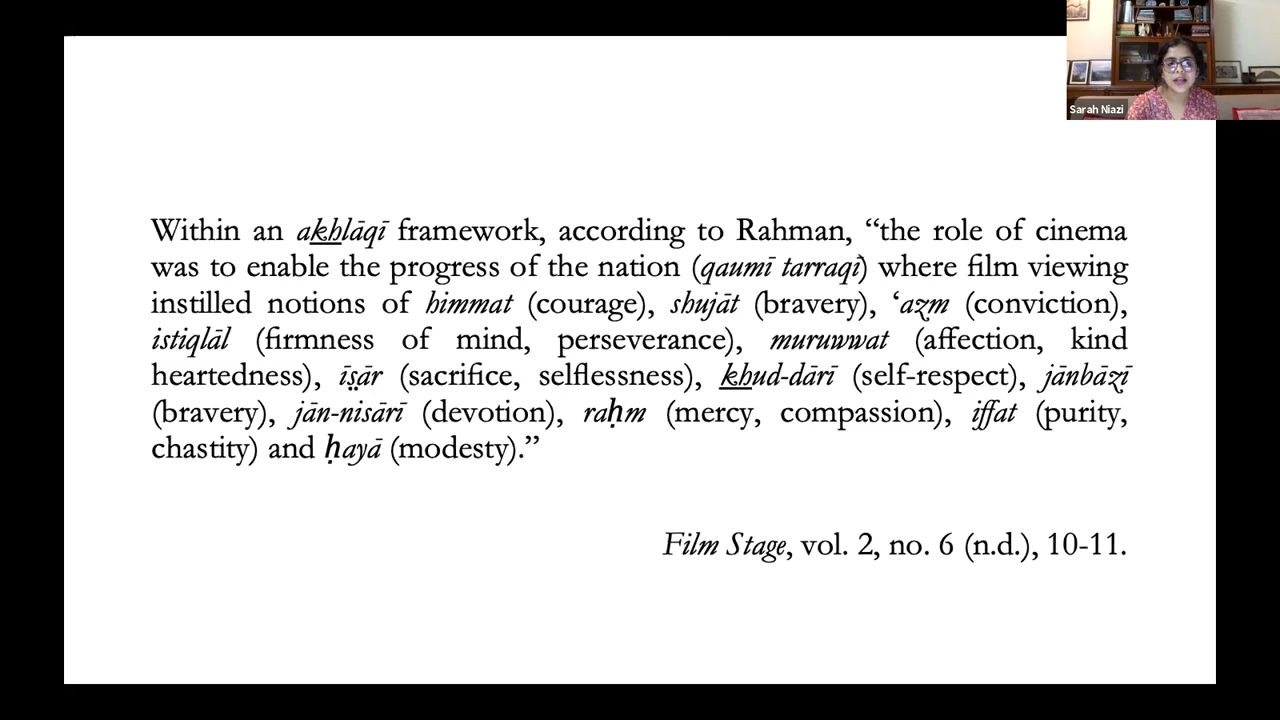 Sarah Niazi
Within an akhlāqī framework, according to Rahman, “the role of cinema
was to enable the progress of the nation (qaumī tarraqī) where film viewing
instilled notions of himmat (courage), shujāt (bravery), ‘azm (conviction),
istiqlāl (firmness of mind, perseverance), muruwwat (affection, kind
heartedness), īs̤ār (sacrifice, selflessness), khud-dārī (self-respect), jānbāzī
(bravery), jān-nisārī (devotion), raḥm (mercy, compassion), iffat (purity,
chastity) and ḥayā (modesty).”
Film Stage, vol. 2, no. 6 (n.d.), 10-11.